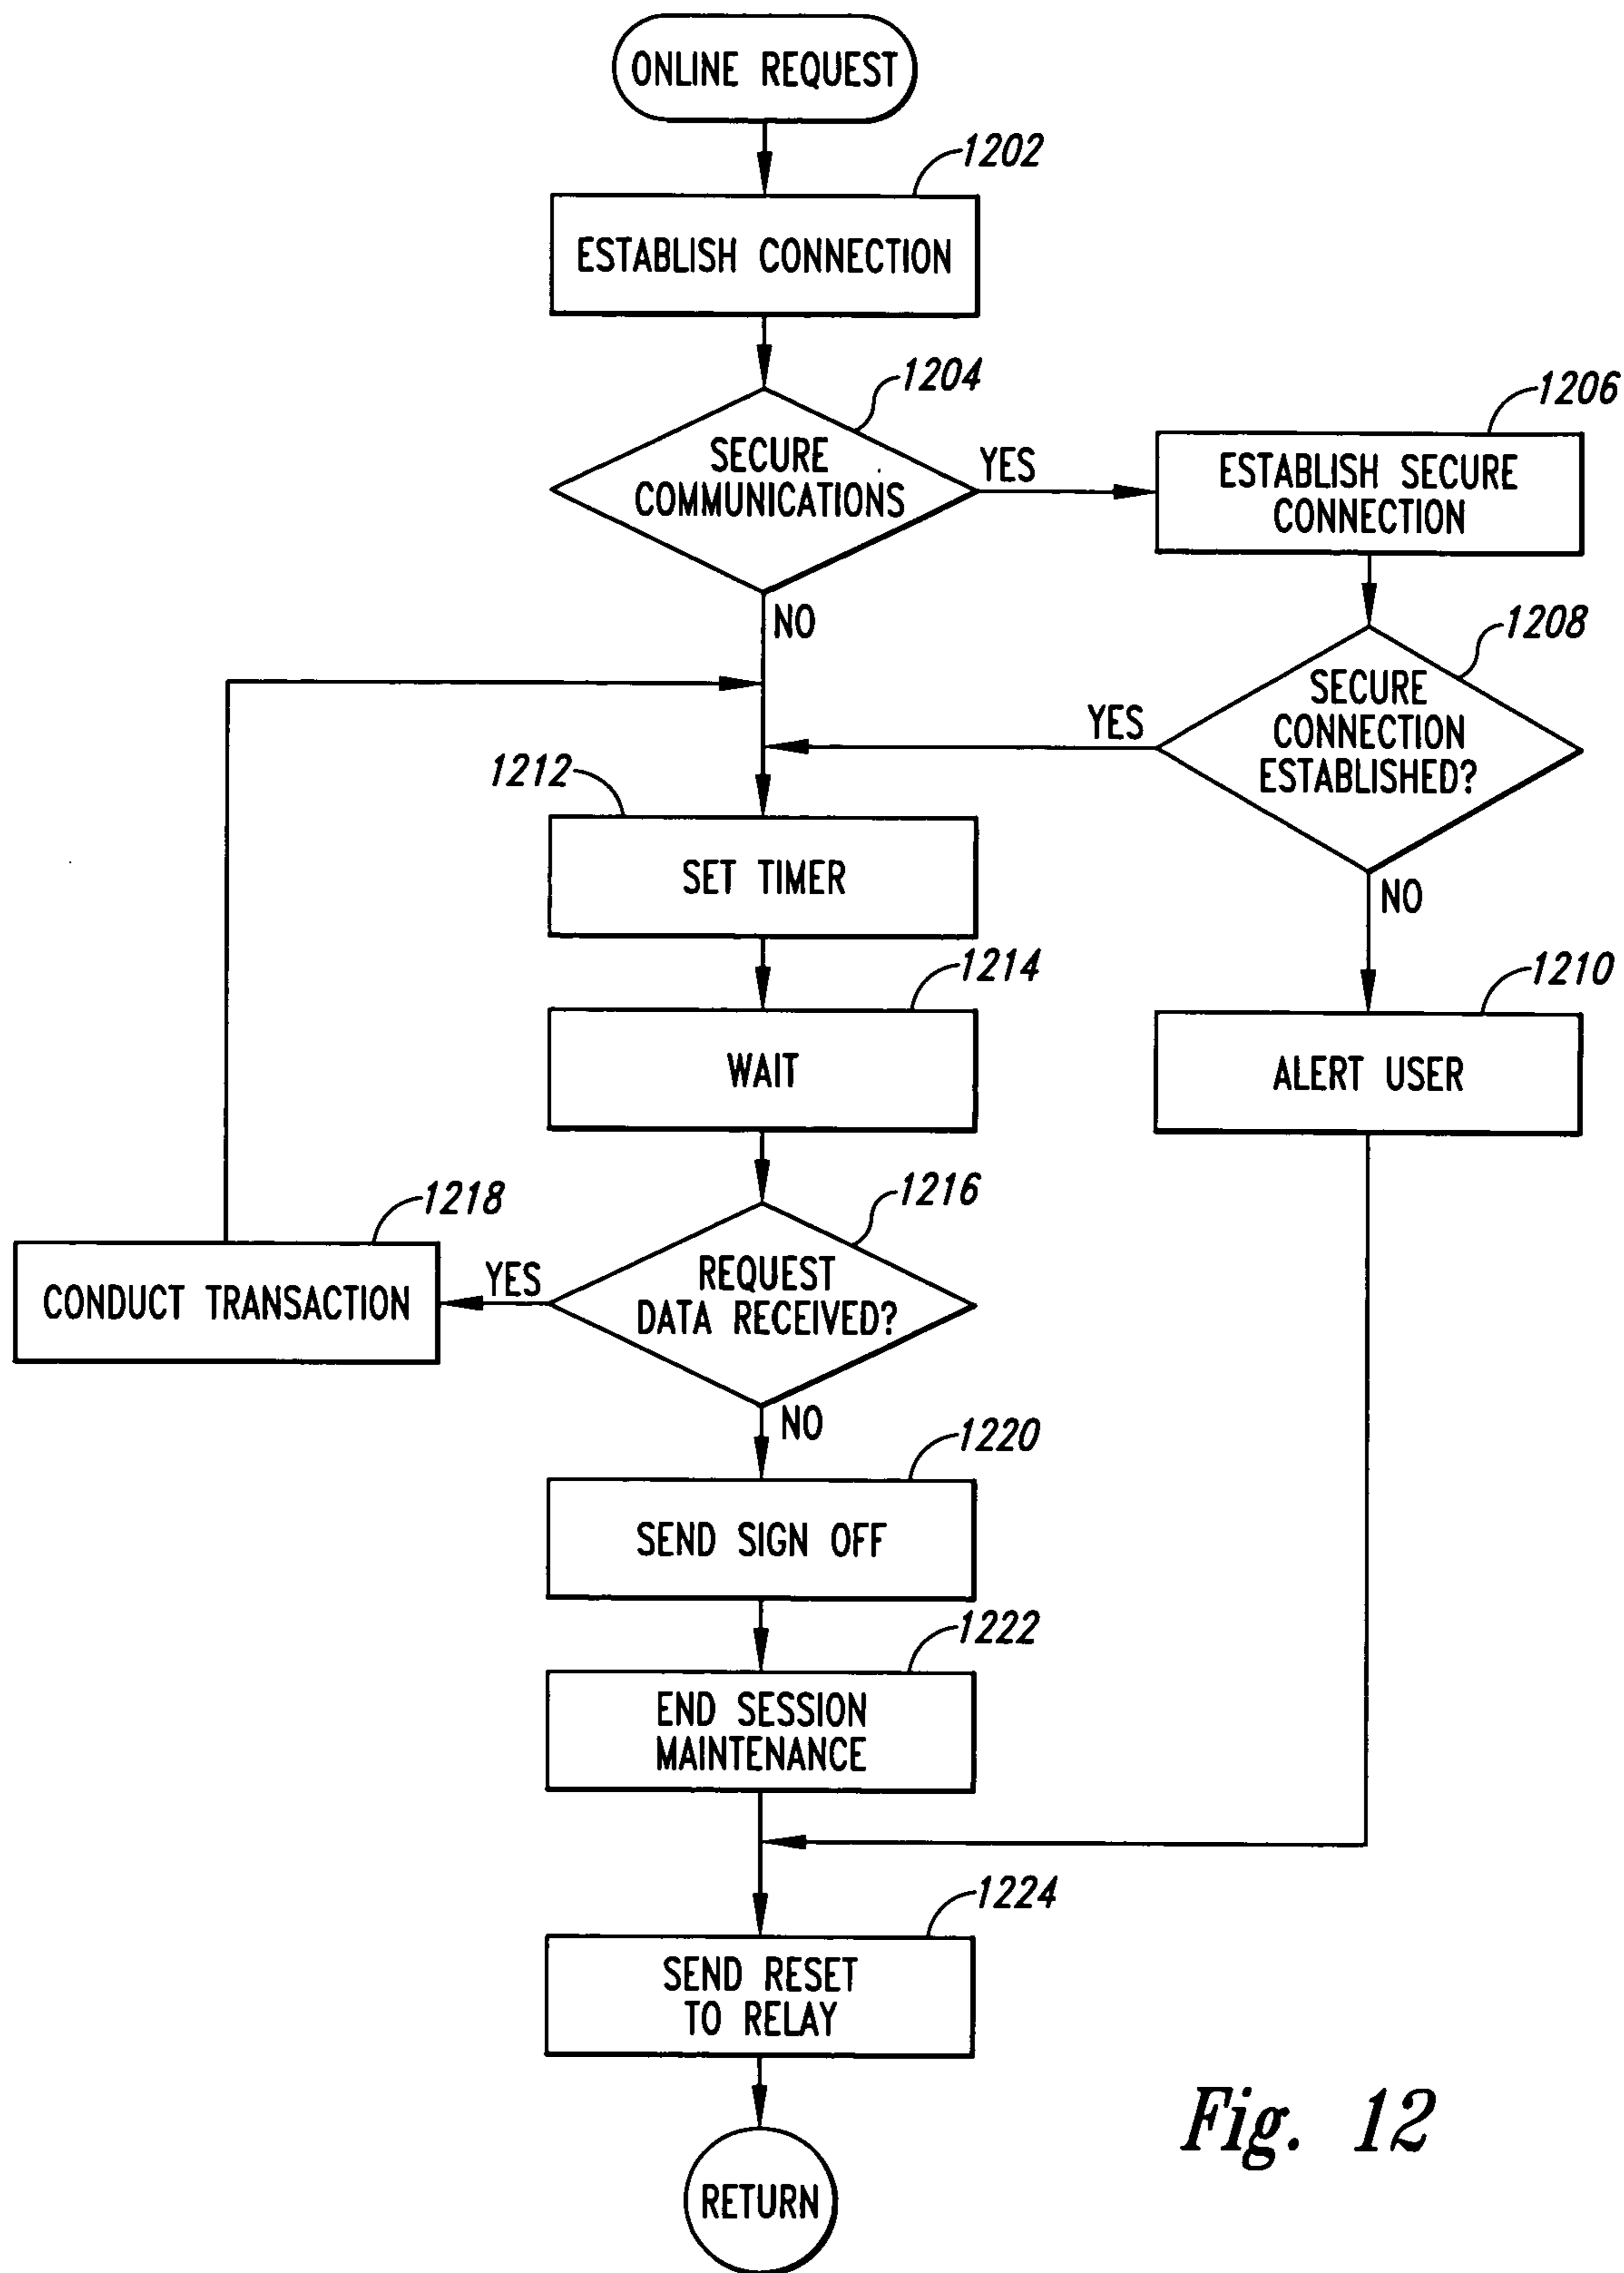 ONLINE REQUEST
1202
ESTABLISH CONNECTION
1204
SECURE
COMMUNICATIONS
YES
NO
1206
ESTABLISH SECURE
CONNECTION
1208
SECURE
CONNECTION
ESTABLISHED?
YES
NO
1210
ALERT USER
1212
SET TIMER
1214
WAIT
1216
REQUEST
DATA RECEIVED?
YES
NO
1218
CONDUCT TRANSACTION
1220
SEND SIGN OFF
1222
END SESSION
MAINTENANCE
1224
SEND RESET
TO RELAY
RETURN
Fig. 12